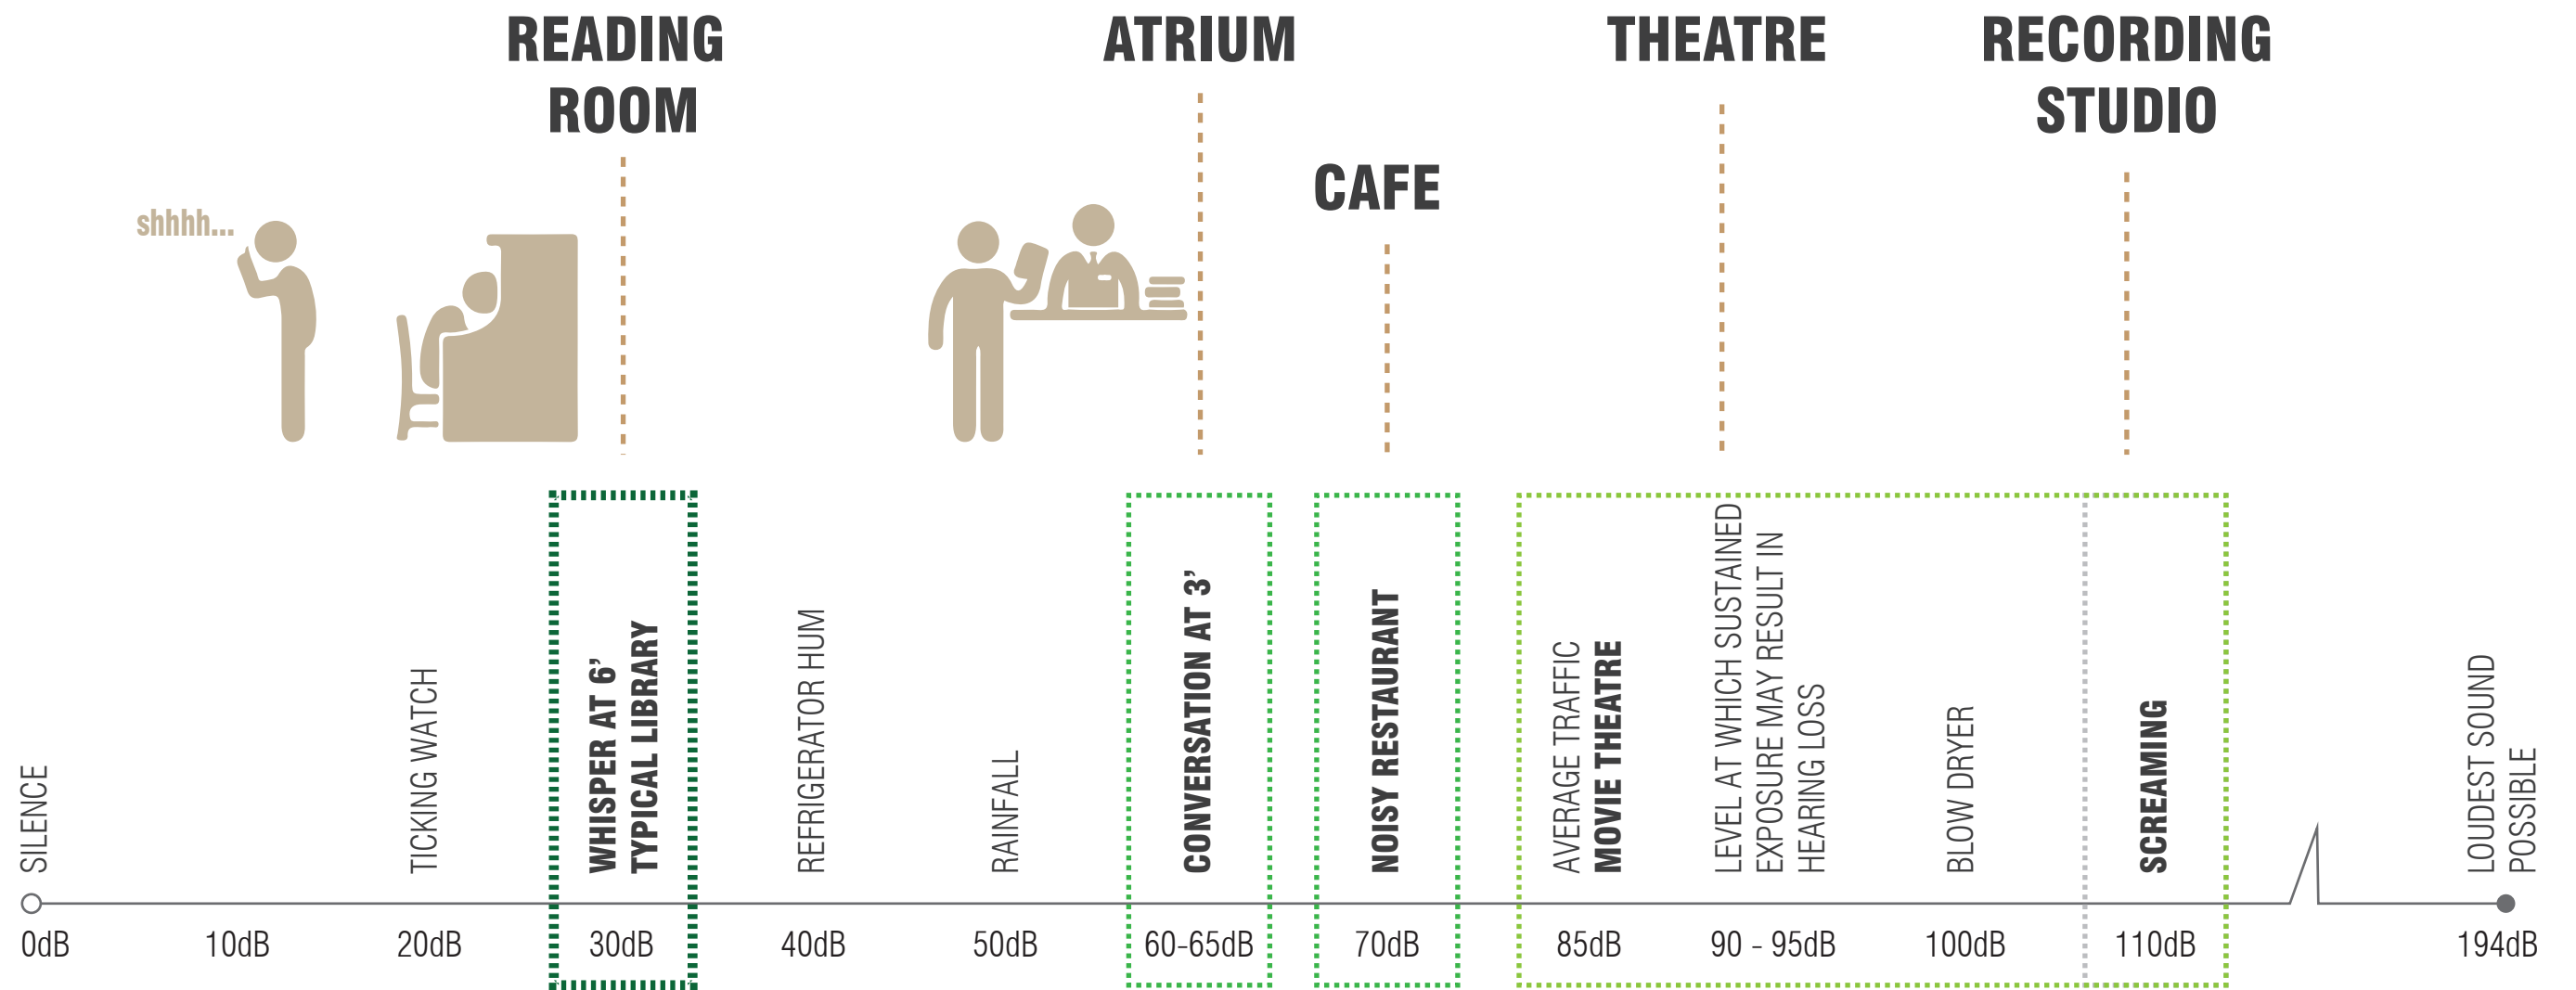 READING
ROOM
ATRIUM
CAFE
THEATRE
RECORDING
STUDIO
shhhh...
SILENCE
TICKING WATCH
WHISPER AT 6’
TYPICAL LIBRARY
REFRIGERATOR HUM
RAINFALL
CONVERSATION AT 3’
NOISY RESTAURANT
AVERAGE TRAFFIC
MOVIE THEATRE
LEVEL AT WHICH SUSTAINED
EXPOSURE MAY RESULT IN
HEARING LOSS
BLOW DRYER
SCREAMING
LOUDEST SOUND
POSSIBLE
0dB
10dB
20dB
30dB
40dB
50dB
60-65dB
70dB
85dB
90 - 95dB
100dB
110dB
194dB